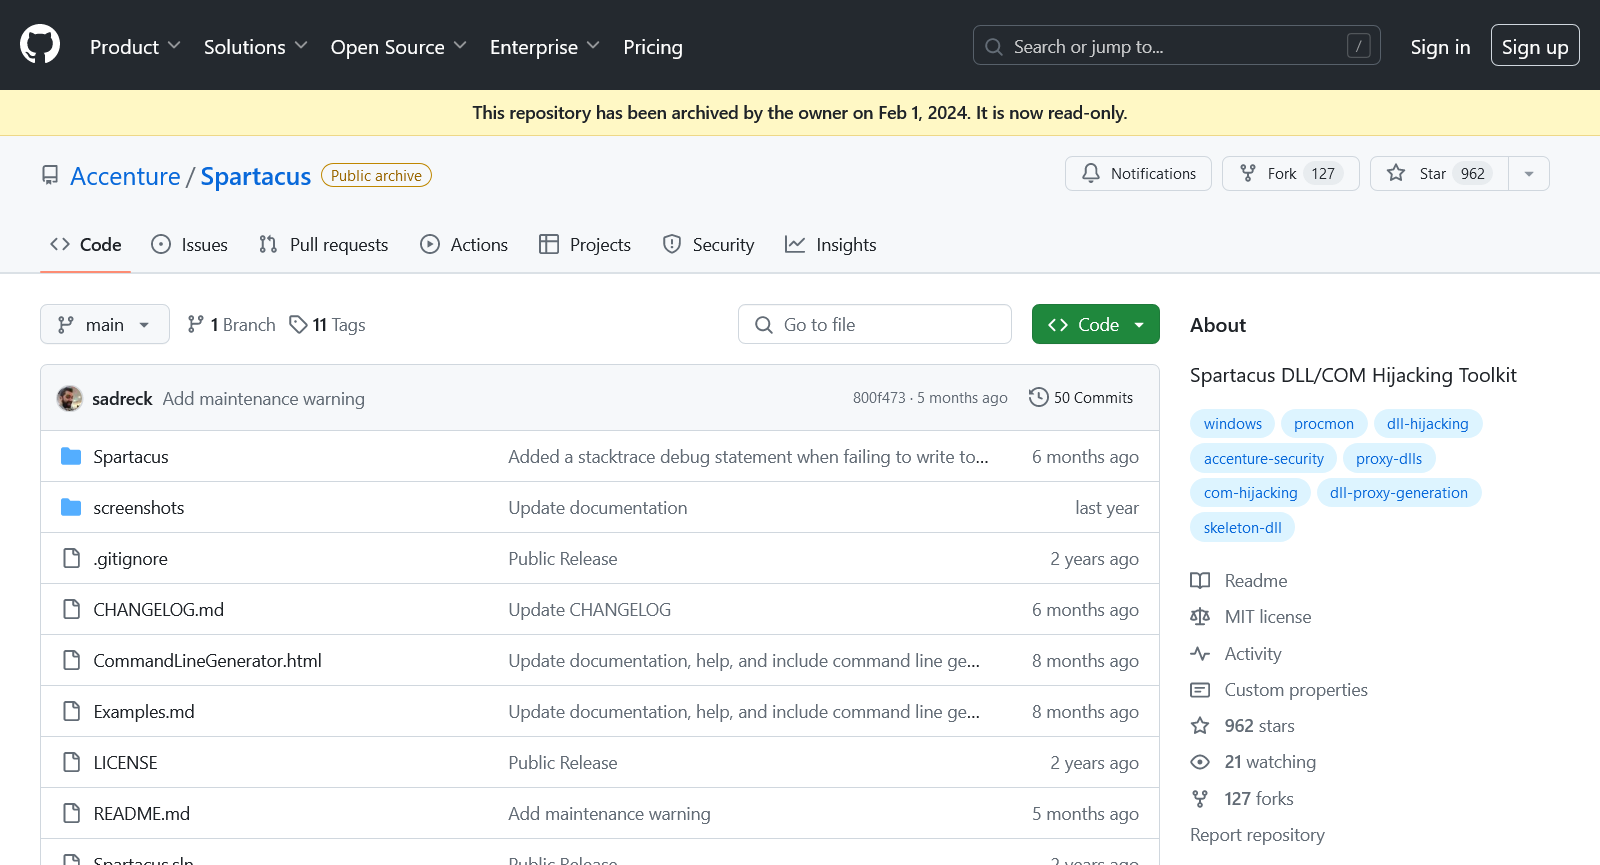 Product Solutions Open Source Enterprise Pricing Search or jump to... / Sign in Sign up
This repository has been archived by the owner on Feb 1, 2024. It is now read-only.
Accenture / Spartacus Public archive Notifications Fork 127 Star 962
Code Issues Pull requests Actions Projects Security Insights
main 1 Branch 11 Tags Go to file Code
sadreck Add maintenance warning 800f473 · 5 months ago 50 Commits
Spartacus Added a stacktrace debug statement when failing to write to... 6 months ago
screenshots Update documentation last year
.gitignore Public Release 2 years ago
CHANGELOG.md Update CHANGELOG 6 months ago
CommandLineGenerator.html Update documentation, help, and include command line ge... 8 months ago
Examples.md Update documentation, help, and include command line ge... 8 months ago
LICENSE Public Release 2 years ago
README.md Add maintenance warning 5 months ago
Spartacus.sln Public Release 2 years ago
About
Spartacus DLL/COM Hijacking Toolkit
windows procmon dll-hijacking
accenture-security proxy-dlls
com-hijacking dll-proxy-generation
skeleton-dll
Readme
MIT license
Activity
Custom properties
962 stars
21 watching
127 forks
Report repository